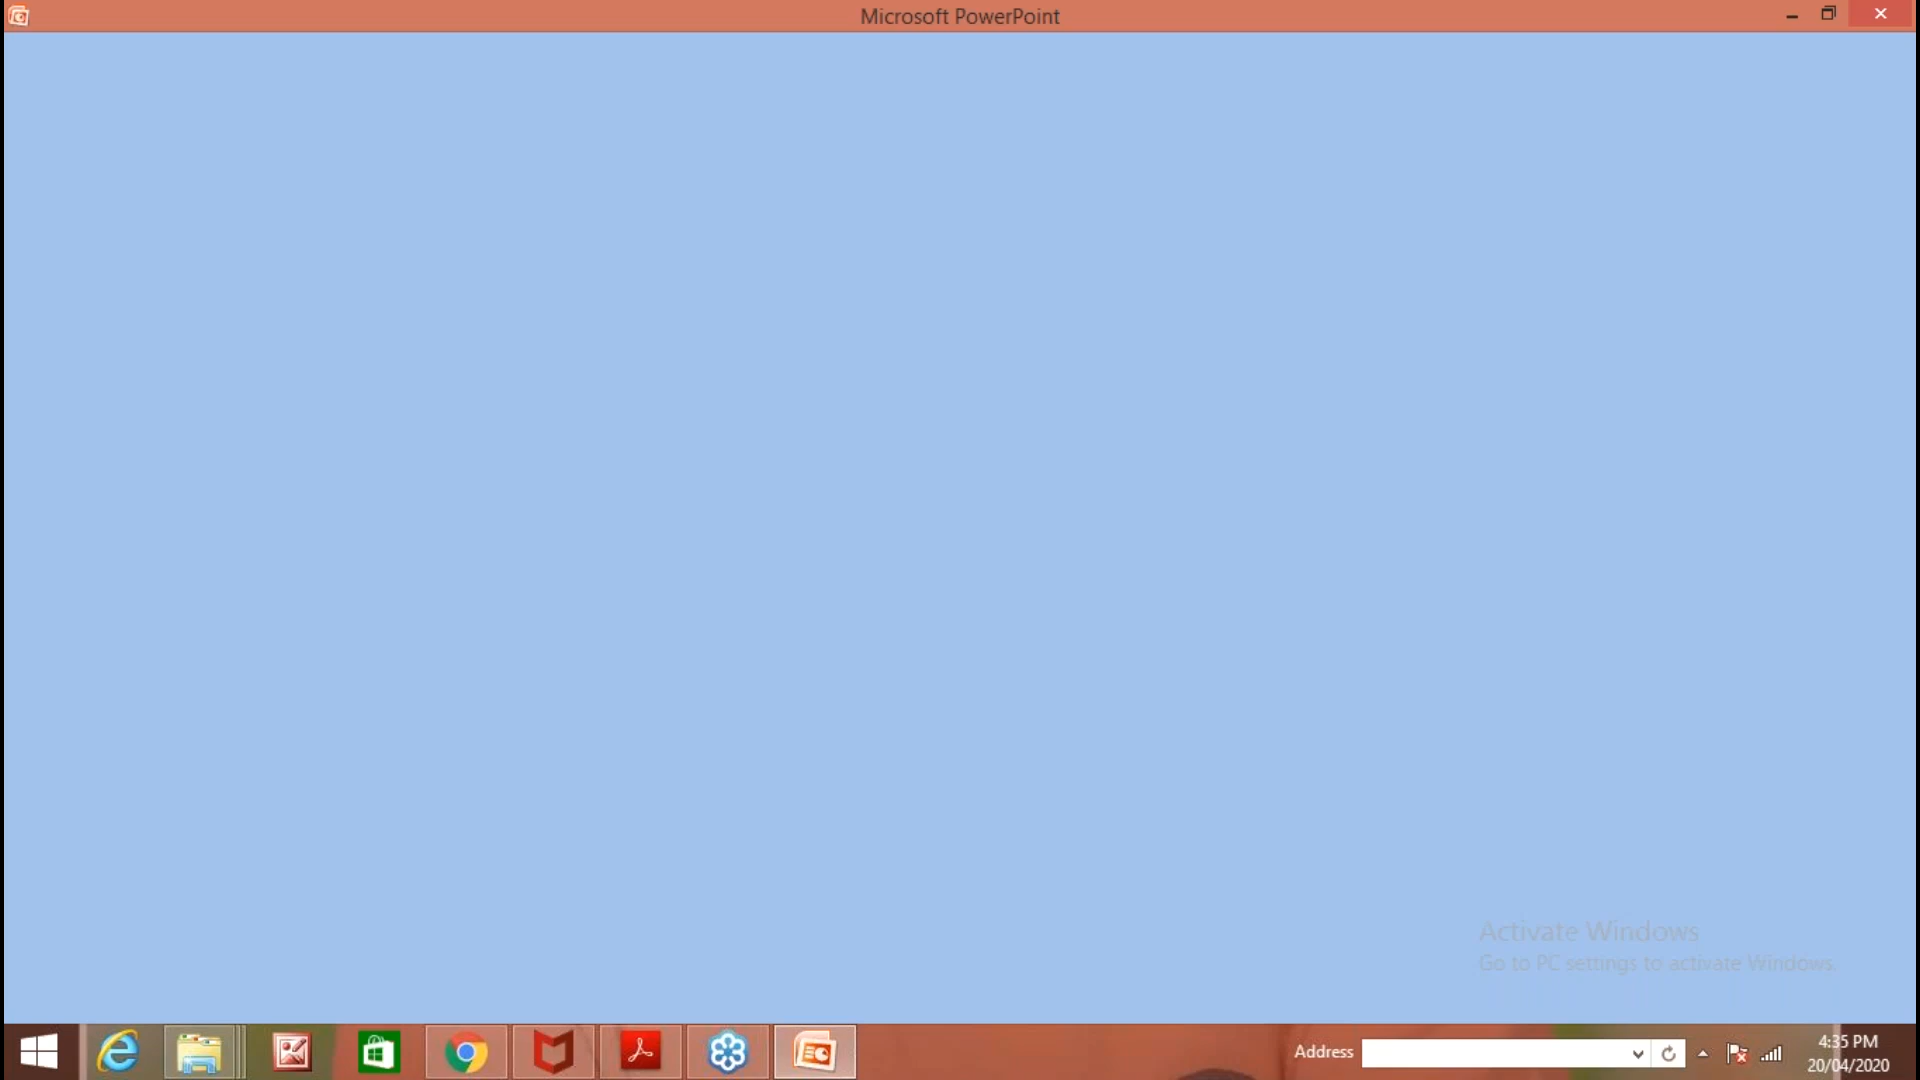 Microsoft PowerPoint
Activate Windows
Go to PC settings to activate Windows.
Address
4:35 PM
20/04/2020